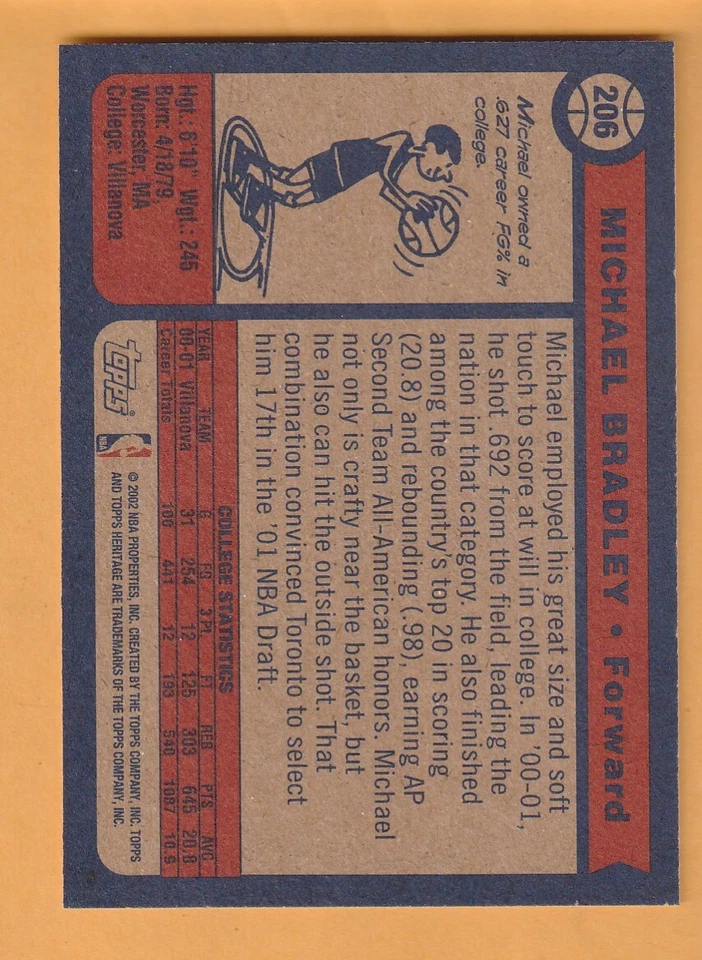 206
MICHAEL BRADLEY • Forward
Michael owned a
.627 career FG% in
college.
Hgt.: 6'10" Wgt.: 245
Born: 4/18/79,
Worcester, MA
College: Villanova
Michael employed his great size and soft
touch to score at will in college. In '00-01,
he shot .692 from the field, leading the
nation in that category. He also finished
among the country's top 20 in scoring
(20.8) and rebounding (.98), earning AP
Second Team All-American honors. Michael
not only is crafty near the basket, but
he also can hit the outside shot. That
combination convinced Toronto to select
him 17th in the '01 NBA Draft.
COLLEGE STATISTICS
YEAR TEAM G FG 3 Pt. FT REB PTS AVG
00-01 Villanova 31 254 12 125 303 645 20.8
Career Totals 100 441 12 193 540 1087 10.9
topps
NBA
© 2002 NBA PROPERTIES, INC. CREATED BY THE TOPPS COMPANY, INC. TOPPS
AND TOPPS HERITAGE ARE TRADEMARKS OF THE TOPPS COMPANY, INC.